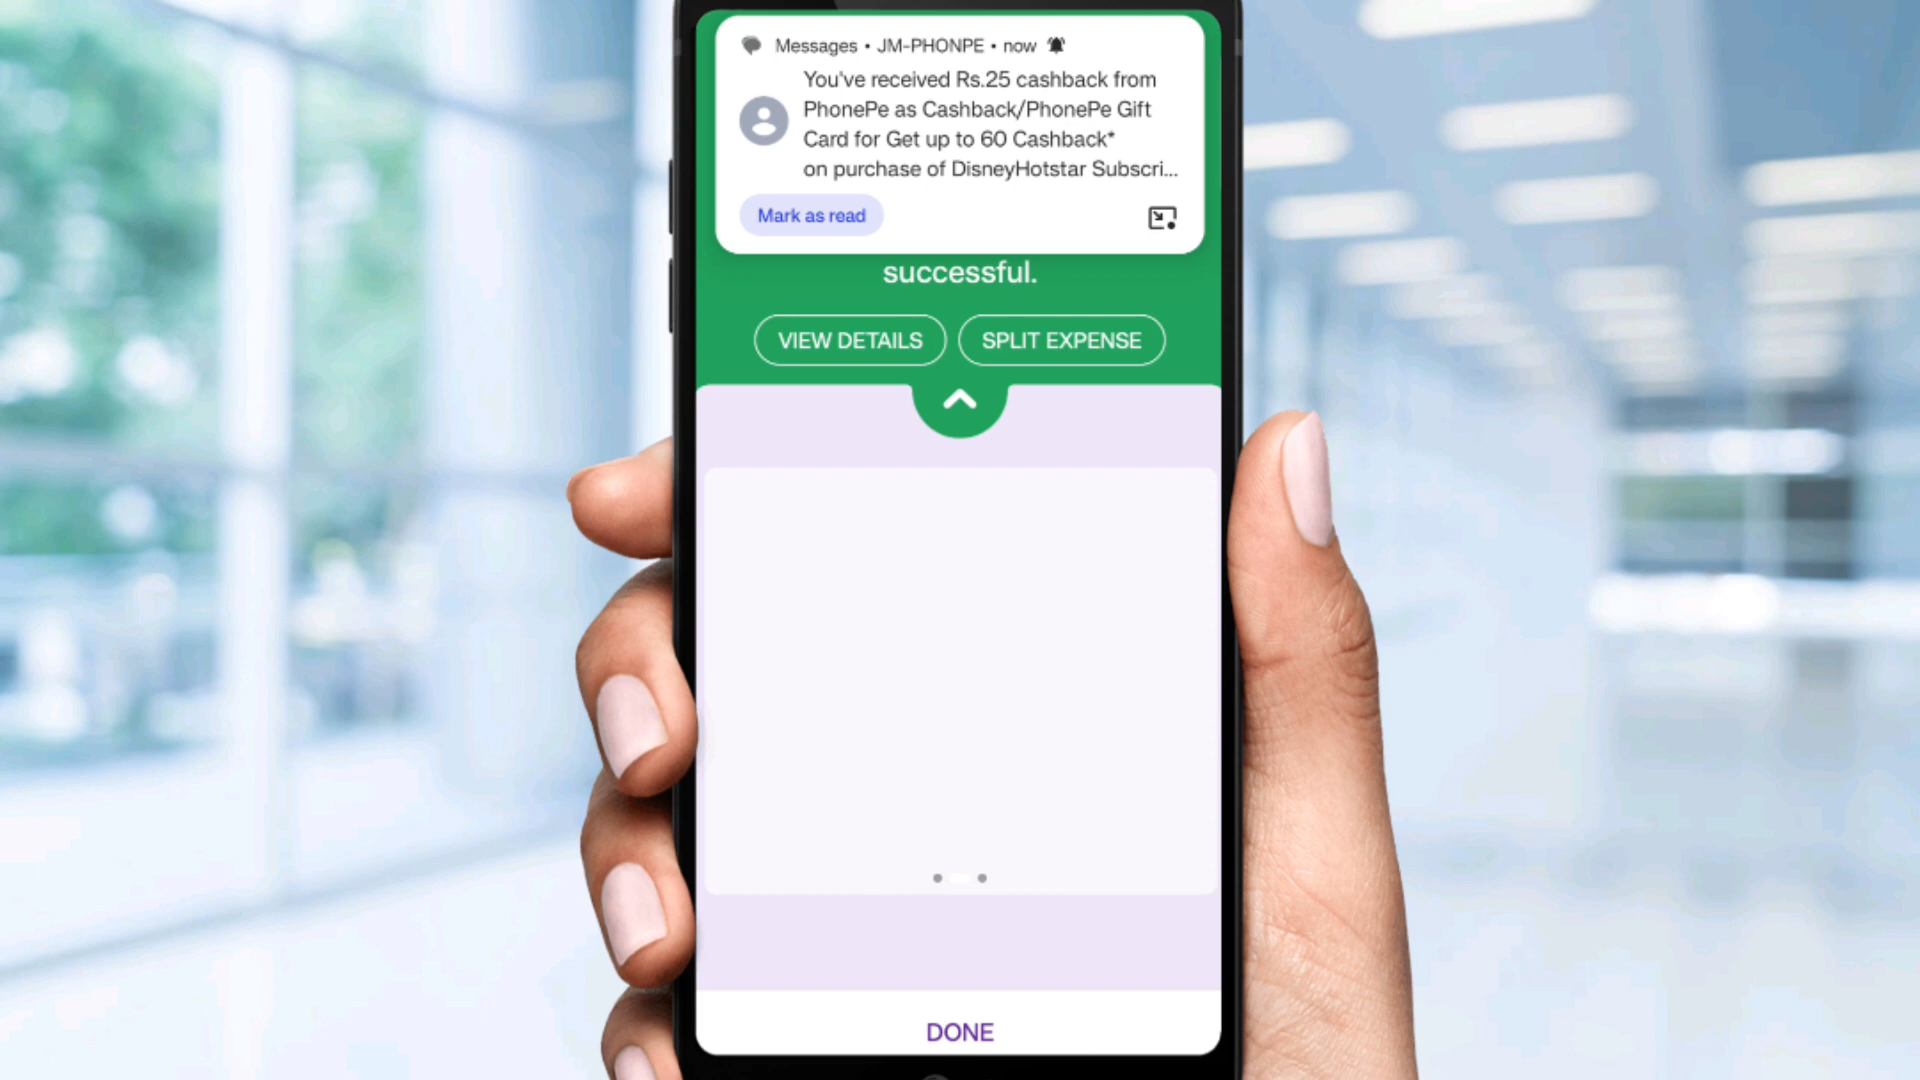 Messages • JM-PHONPE • now
You've received Rs.25 cashback from
PhonePe as Cashback/PhonePe Gift
Card for Get up to 60 Cashback*
on purchase of DisneyHotstar Subscri...
Mark as read
successful.
VIEW DETAILS
SPLIT EXPENSE
DONE